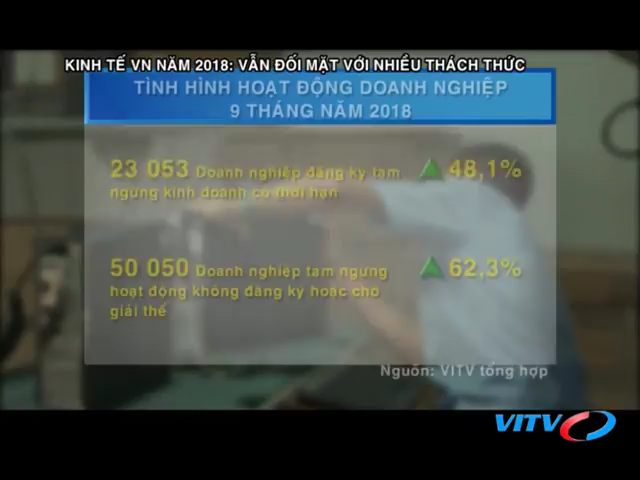 KINH TẾ VN NĂM 2018: VẪN ĐỐI MẶT VỚI NHIỀU THÁCH THỨC
TÌNH HÌNH HOẠT ĐỘNG DOANH NGHIỆP
9 THÁNG NĂM 2018
23 053 Doanh nghiệp đăng ký tạm
ngừng kinh doanh có thời hạn
48,1%
50 050 Doanh nghiệp tạm ngừng
hoạt động không đăng ký hoặc chờ
giải thể
62,3%
Nguồn: VITV tổng hợp
VITV